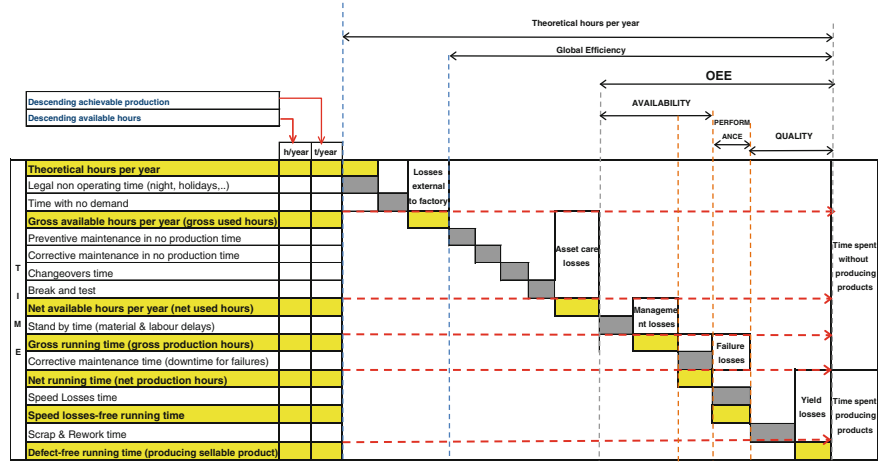 Theoretical hours per year
Global Efficiency
OEE
AVAILABILITY
PERFORM
ANCE
QUALITY
Descending achievable production
Descending available hours
h/year t/year
Theoretical hours per year
Legal non operating time (night, holidays,..)
Time with no demand
Gross available hours per year (gross used hours)
Preventive maintenance in no production time
Corrective maintenance in no production time
Changeovers time
Break and test
Net available hours per year (net used hours)
Stand by time (material & labour delays)
Gross running time (gross production hours)
Corrective maintenance time (downtime for failures)
Net running time (net production hours)
Speed Losses time
Speed losses-free running time
Scrap & Rework time
Defect-free running time (producing sellable product)
T
I
M
E
Losses
external
to factory
Asset care
losses
Manageme
nt losses
Failure
losses
Yield
losses
Time spent
without
producing
products
Time spent
producing
products